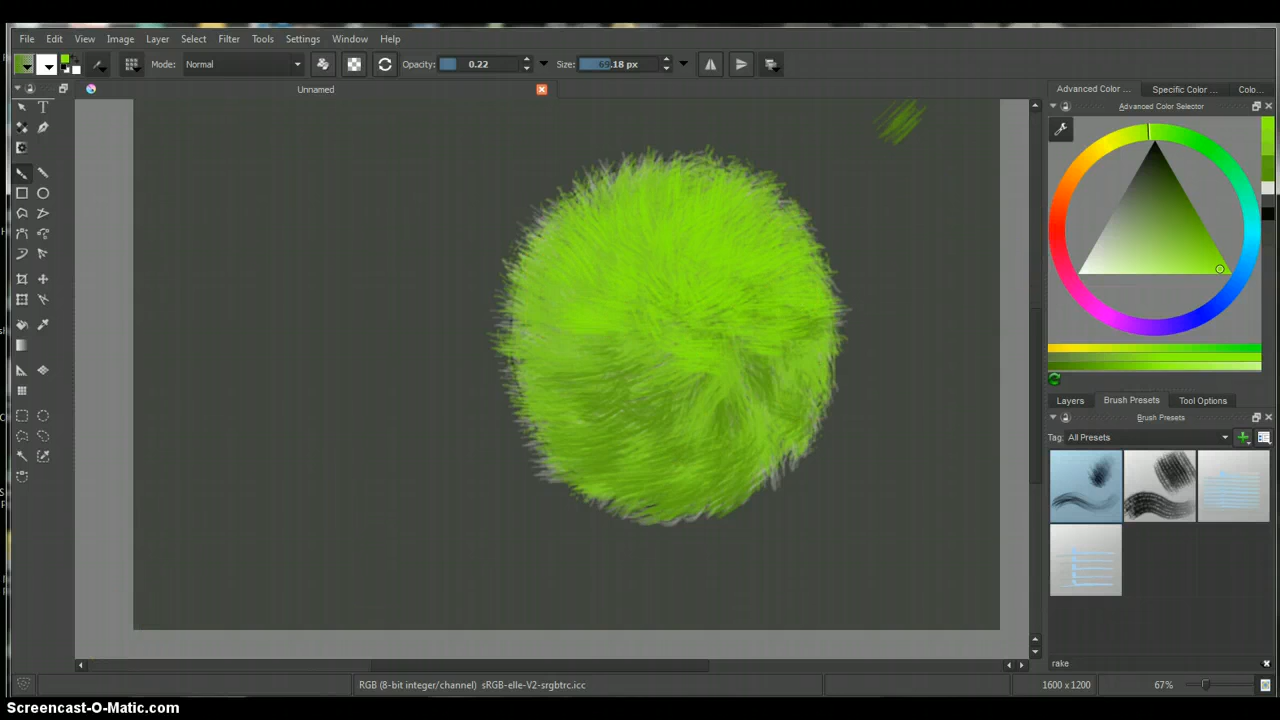 File Edit View Image Layer Select Filter Tools Settings Window Help
Mode: Normal Opacity: 0.22 Size: 69.18 px
Unnamed
Advanced Color ... Specific Color ... Colo...
Advanced Color Selector
Layers Brush Presets Tool Options
Brush Presets
Tag: All Presets
rake
RGB (8-bit integer/channel) sRGB-elle-V2-srgbtrc.icc 1600 x 1200 67%
Screencast-O-Matic.com